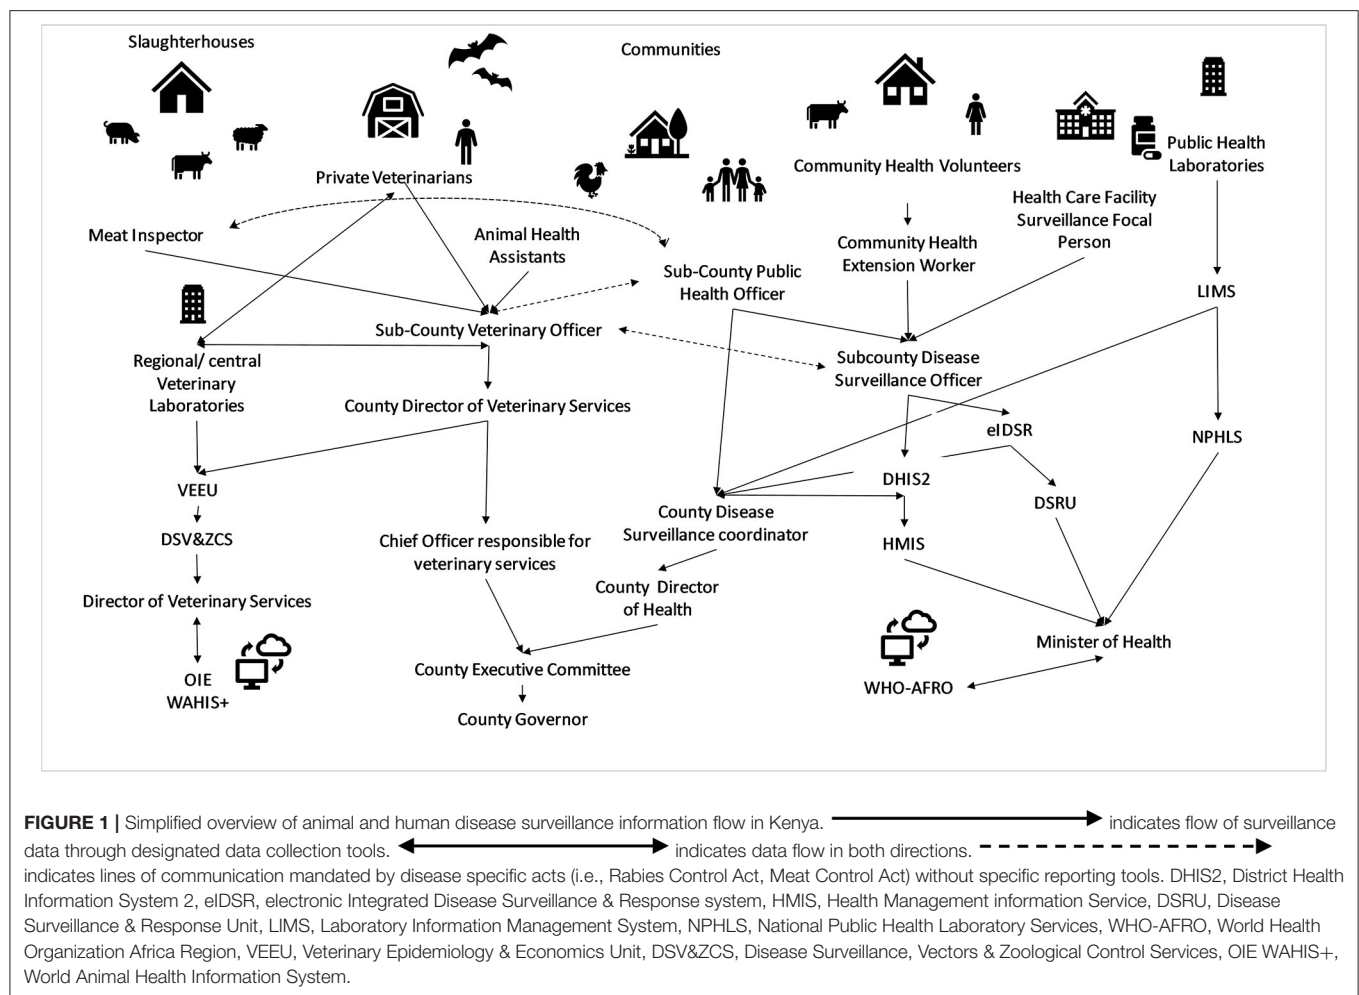 Slaughterhouses
Communities
Public Health
Laboratories
Private Veterinarians
Community Health Volunteers
Health Care Facility
Surveillance Focal
Person
Meat Inspector
Animal Health
Assistants
Community Health
Extension Worker
Sub-County Public
Health Officer
LIMS
Sub-County Veterinary Officer
Regional/ central
Veterinary
Laboratories
Subcounty Disease
Surveillance Officer
County Director of Veterinary Services
eIDSR
NPHLS
VEEU
DHIS2
DSRU
County Disease
Surveillance coordinator
DSV&ZCS
Chief Officer responsible for
veterinary services
HMIS
County Director
of Health
Director of Veterinary Services
Minister of Health
County Executive Committee
OIE
WAHIS+
WHO-AFRO
County Governor
FIGURE 1 | Simplified overview of animal and human disease surveillance information flow in Kenya. indicates flow of surveillance
data through designated data collection tools. indicates data flow in both directions.
indicates lines of communication mandated by disease specific acts (i.e., Rabies Control Act, Meat Control Act) without specific reporting tools. DHIS2, District Health
Information System 2, eIDSR, electronic Integrated Disease Surveillance & Response system, HMIS, Health Management information Service, DSRU, Disease
Surveillance & Response Unit, LIMS, Laboratory Information Management System, NPHLS, National Public Health Laboratory Services, WHO-AFRO, World Health
Organization Africa Region, VEEU, Veterinary Epidemiology & Economics Unit, DSV&ZCS, Disease Surveillance, Vectors & Zoological Control Services, OIE WAHIS+,
World Animal Health Information System.